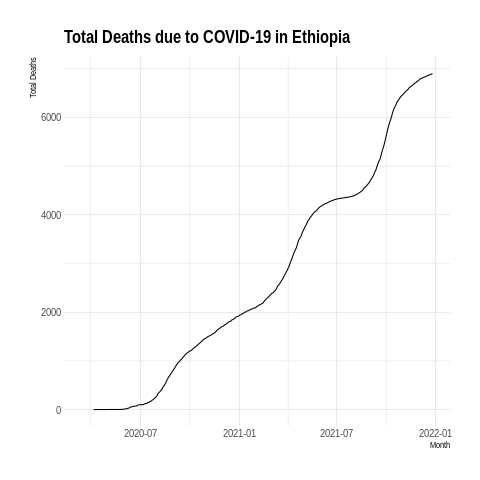 Total Deaths due to COVID-19 in Ethiopia
Total Deaths
6000
4000
2000
0
2020-07 2021-01 2021-07 2022-01
Month